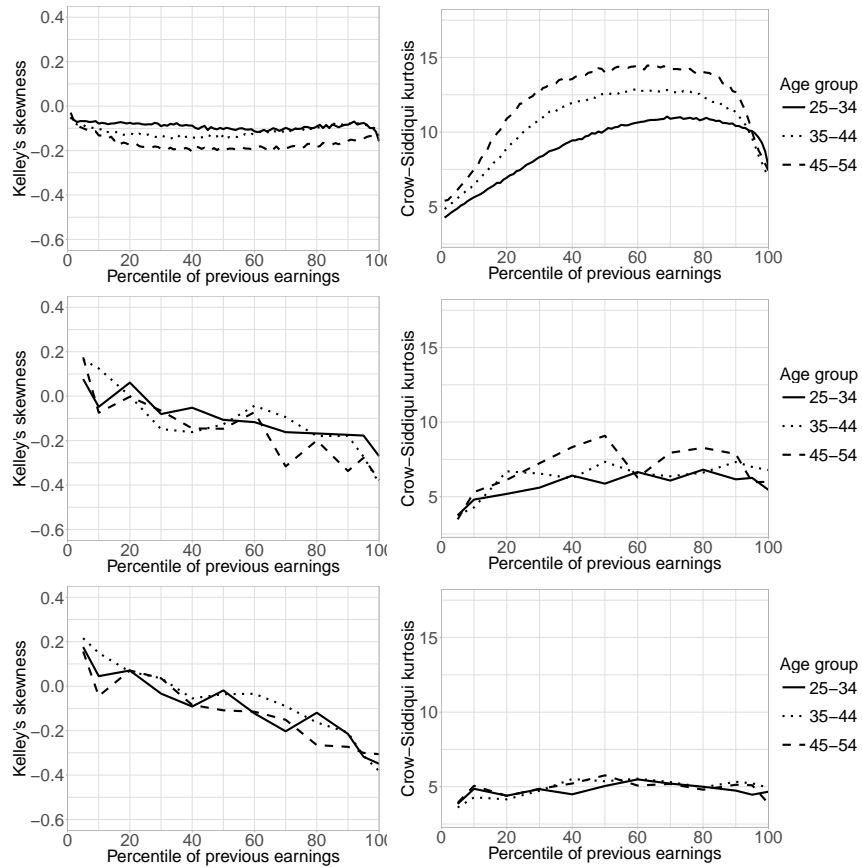 Kelley's skewness
0.4
0.2
0.0
−0.2
−0.4
−0.6
0 20 40 60 80 100
Percentile of previous earnings
Crow−Siddiqui kurtosis
15
10
5
0 20 40 60 80 100
Percentile of previous earnings
Age group
25−34
35−44
45−54
Kelley's skewness
0.4
0.2
0.0
−0.2
−0.4
−0.6
0 20 40 60 80 100
Percentile of previous earnings
Crow−Siddiqui kurtosis
15
10
5
0 20 40 60 80 100
Percentile of previous earnings
Age group
25−34
35−44
45−54
Kelley's skewness
0.4
0.2
0.0
−0.2
−0.4
−0.6
0 20 40 60 80 100
Percentile of previous earnings
Crow−Siddiqui kurtosis
15
10
5
0 20 40 60 80 100
Percentile of previous earnings
Age group
25−34
35−44
45−54